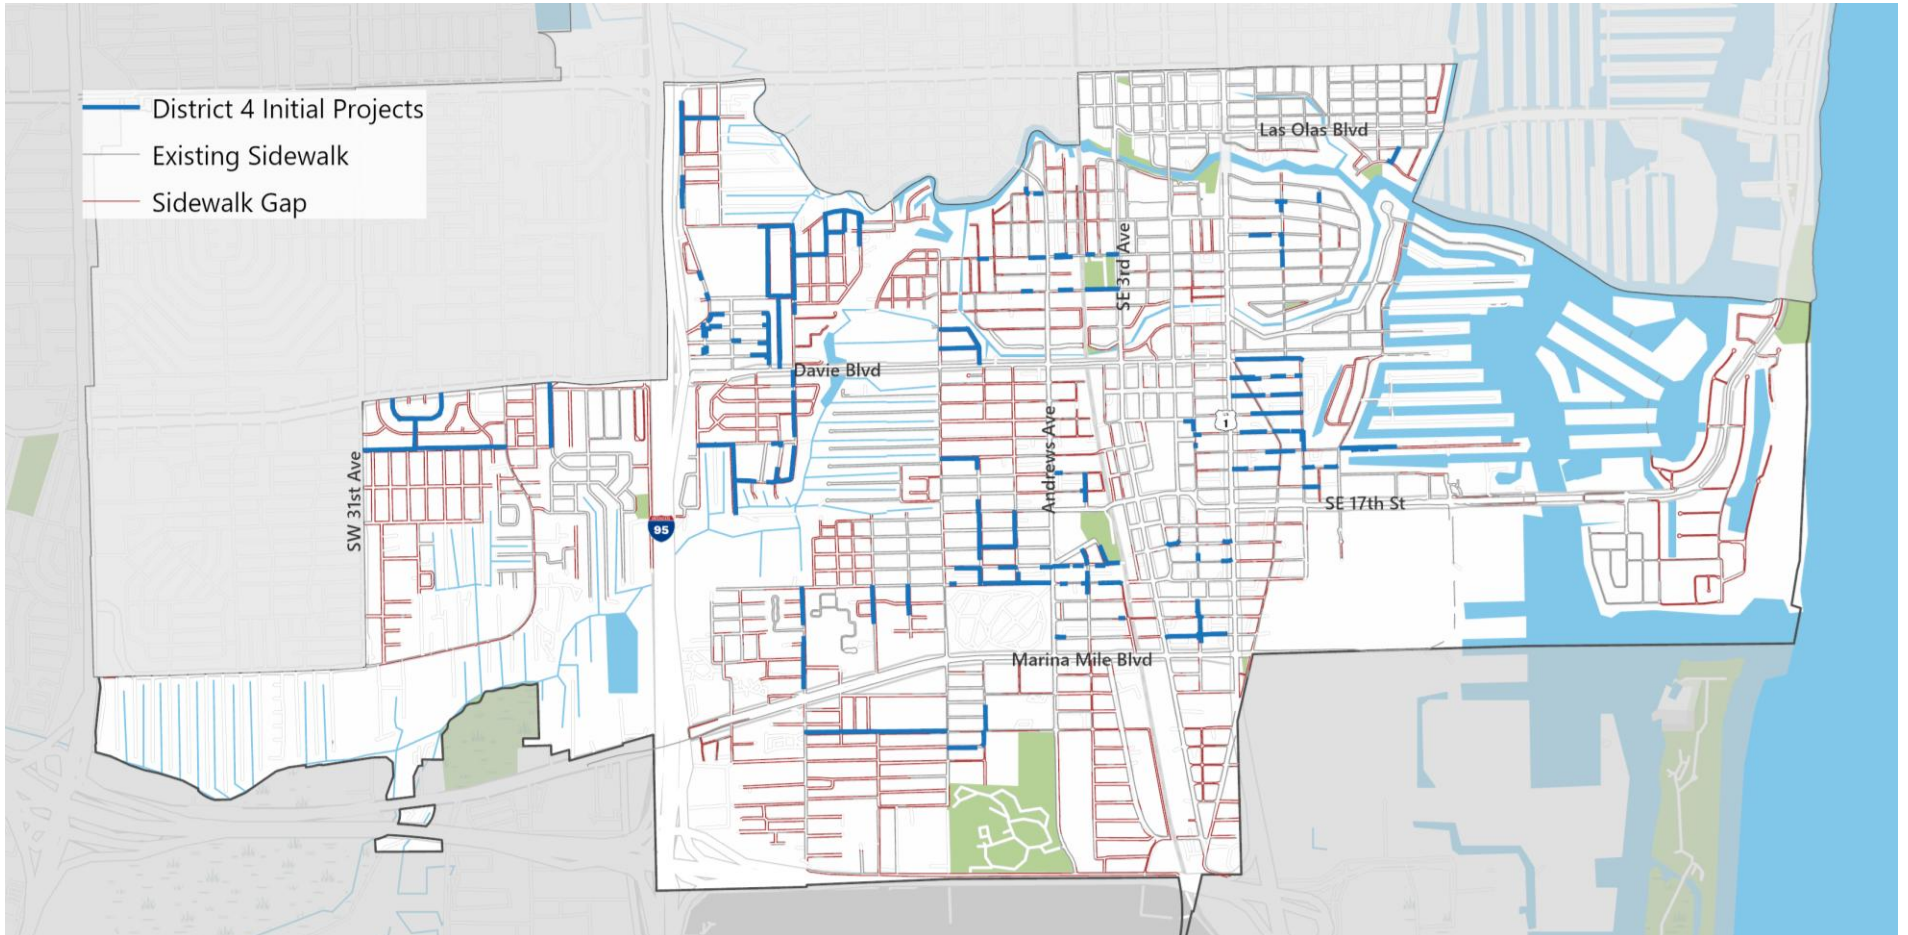 District 4 Initial Projects
Existing Sidewalk
Sidewalk Gap
Las Olas Blvd
SE 3rd Ave
Davie Blvd
Andrews Ave
1
SW 31st Ave
95
SE 17th St
Marina Mile Blvd